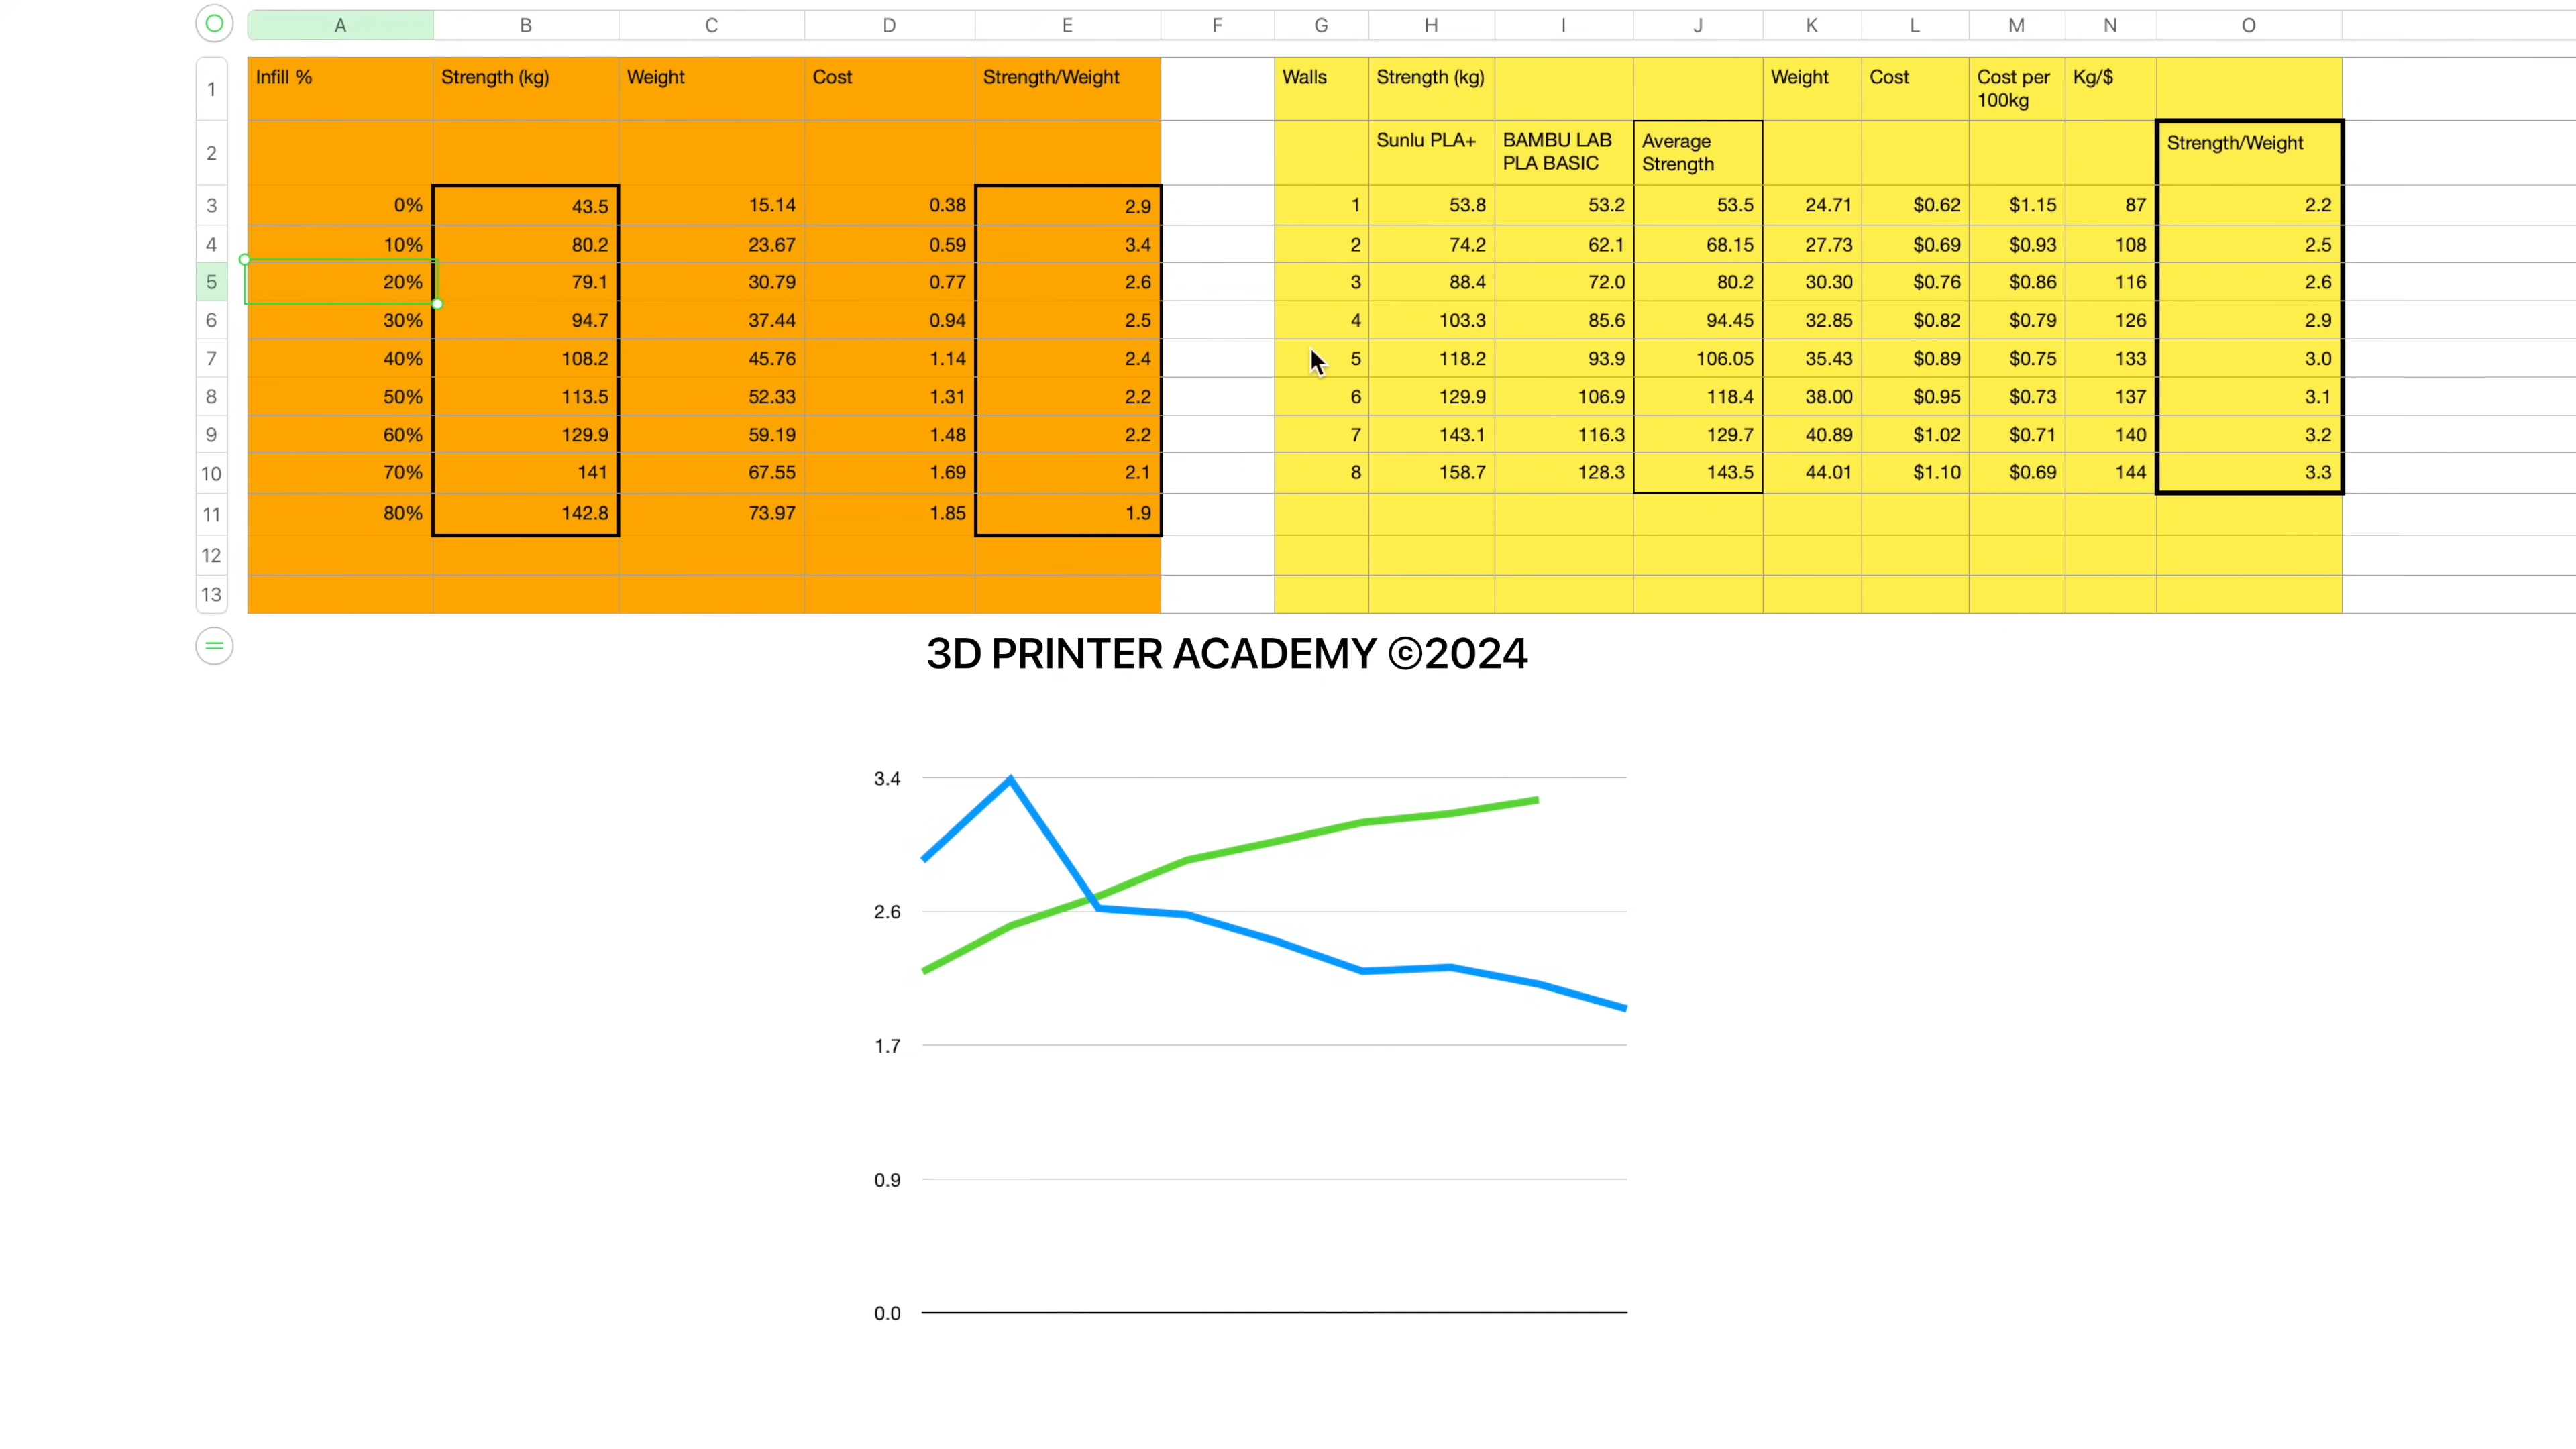 A B C D E F G H I J K L M N O
1 Infill % Strength (kg) Weight Cost Strength/Weight Walls Strength (kg) Weight Cost Cost per 100kg Kg/$
2 Sunlu PLA+ BAMBU LAB PLA BASIC Average Strength Strength/Weight
3 0% 43.5 15.14 0.38 2.9 1 53.8 53.2 53.5 24.71 $0.62 $1.15 87 2.2
4 10% 80.2 23.67 0.59 3.4 2 74.2 62.1 68.15 27.73 $0.69 $0.93 108 2.5
5 20% 79.1 30.79 0.77 2.6 3 88.4 72.0 80.2 30.30 $0.76 $0.86 116 2.6
6 30% 94.7 37.44 0.94 2.5 4 103.3 85.6 94.45 32.85 $0.82 $0.79 126 2.9
7 40% 108.2 45.76 1.14 2.4 5 118.2 93.9 106.05 35.43 $0.89 $0.75 133 3.0
8 50% 113.5 52.33 1.31 2.2 6 129.9 106.9 118.4 38.00 $0.95 $0.73 137 3.1
9 60% 129.9 59.19 1.48 2.2 7 143.1 116.3 129.7 40.89 $1.02 $0.71 140 3.2
10 70% 141 67.55 1.69 2.1 8 158.7 128.3 143.5 44.01 $1.10 $0.69 144 3.3
11 80% 142.8 73.97 1.85 1.9
12
13
3D PRINTER ACADEMY ©2024
3.4
2.6
1.7
0.9
0.0